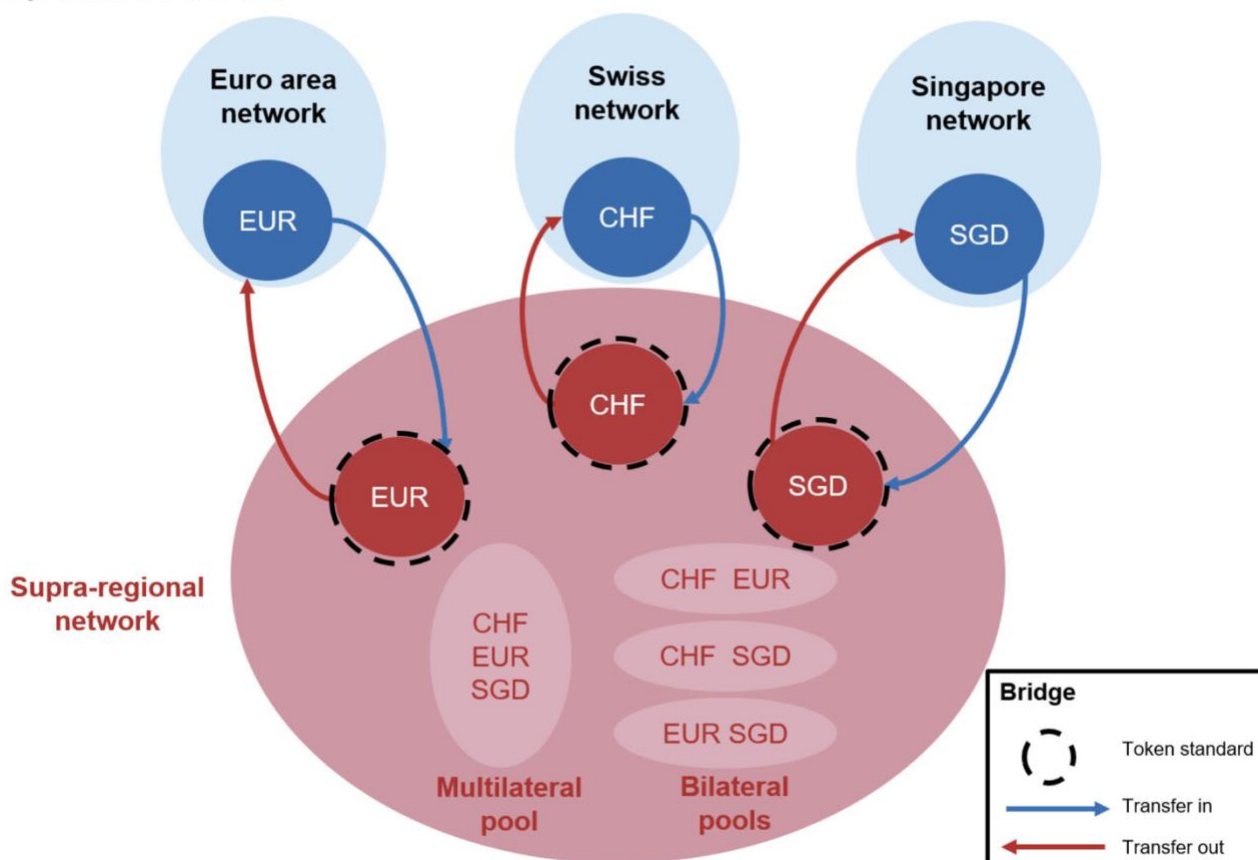 Euro area
network
EUR
Swiss
network
CHF
Singapore
network
SGD
CHF
EUR
SGD
Supra-regional
network
CHF
EUR
SGD
Multilateral
pool
CHF EUR
CHF SGD
EUR SGD
Bilateral
pools
Bridge
Token standard
Transfer in
Transfer out